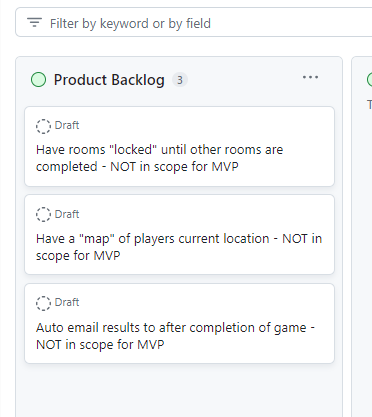 Filter by keyword or by field
Product Backlog 3
Draft
Have rooms "locked" until other rooms are
completed - NOT in scope for MVP
Draft
Have a "map" of players current location - NOT in
scope for MVP
Draft
Auto email results to after completion of game -
NOT in scope for MVP